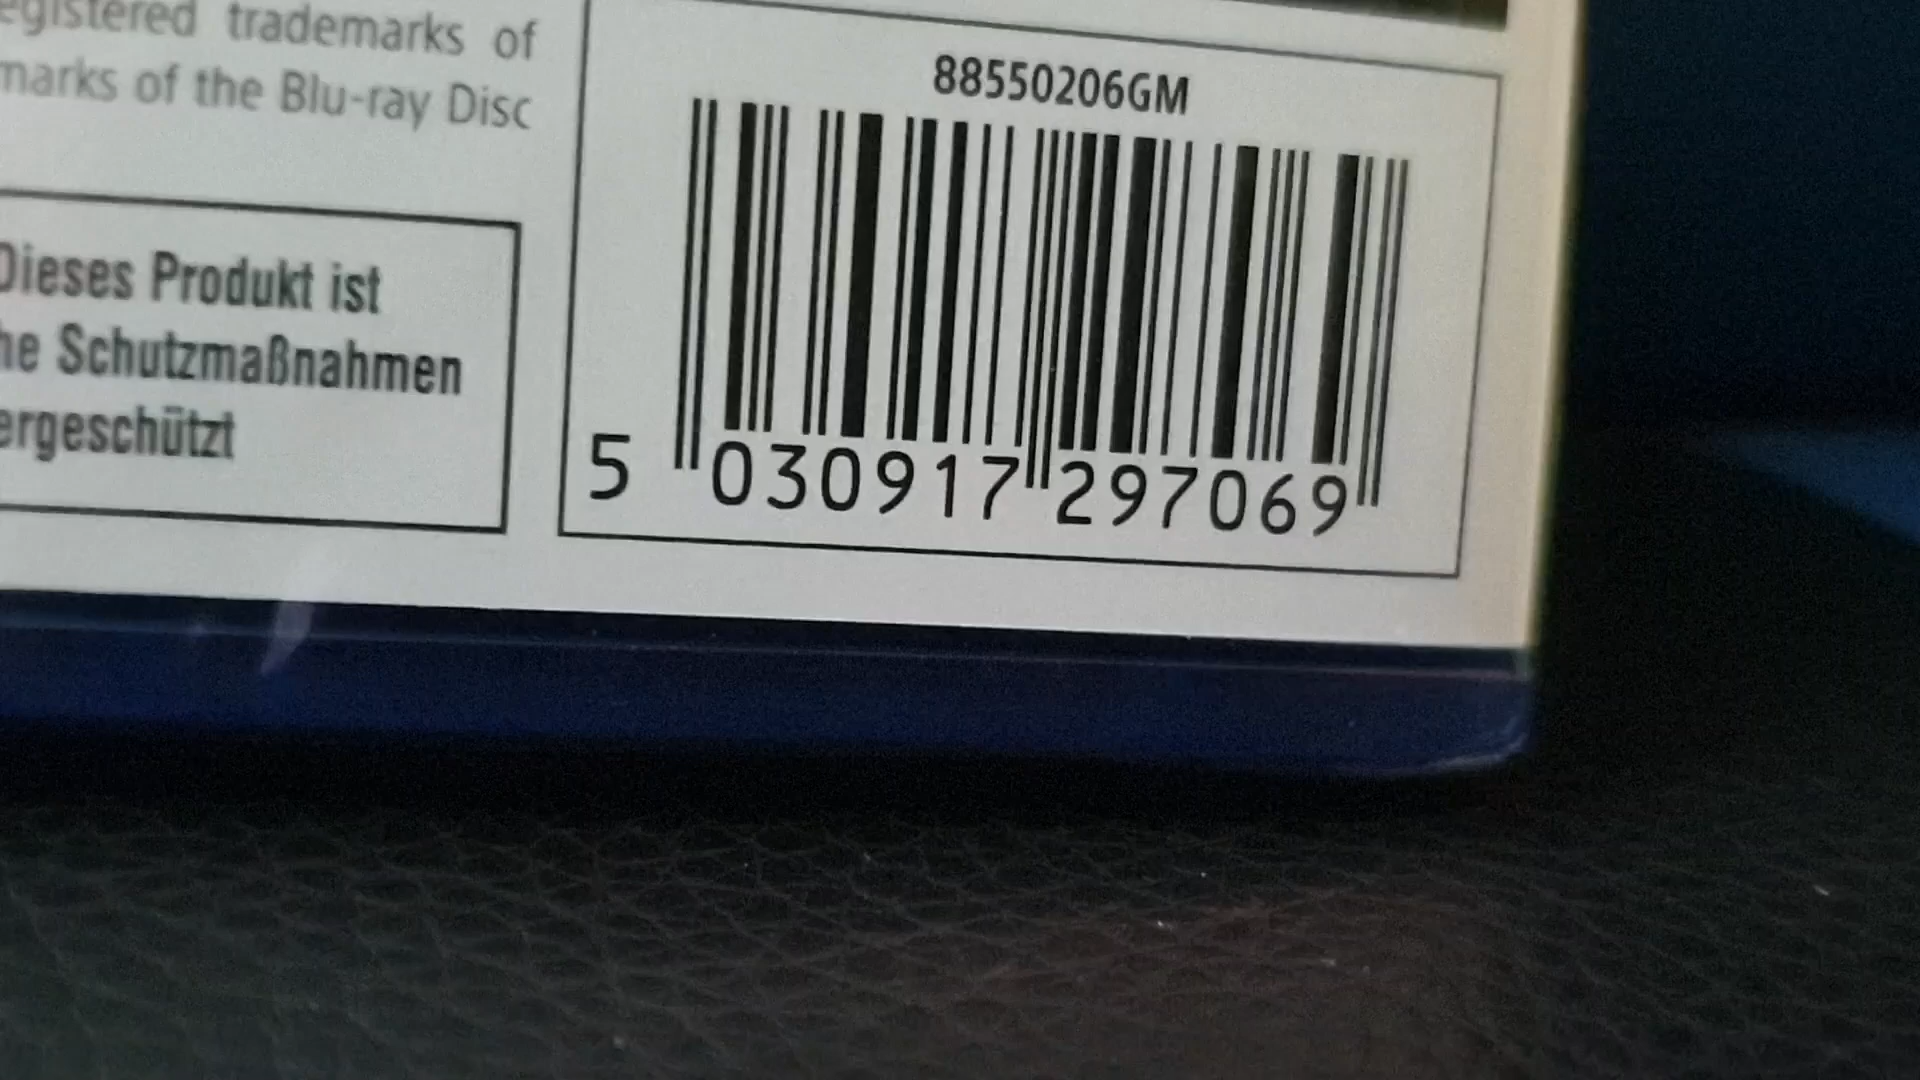 trademarks of
marks of the Blu-ray Disc
Dieses Produkt ist
he Schutzmaßnahmen
ergeschützt
88550206GM
5 030917 297069